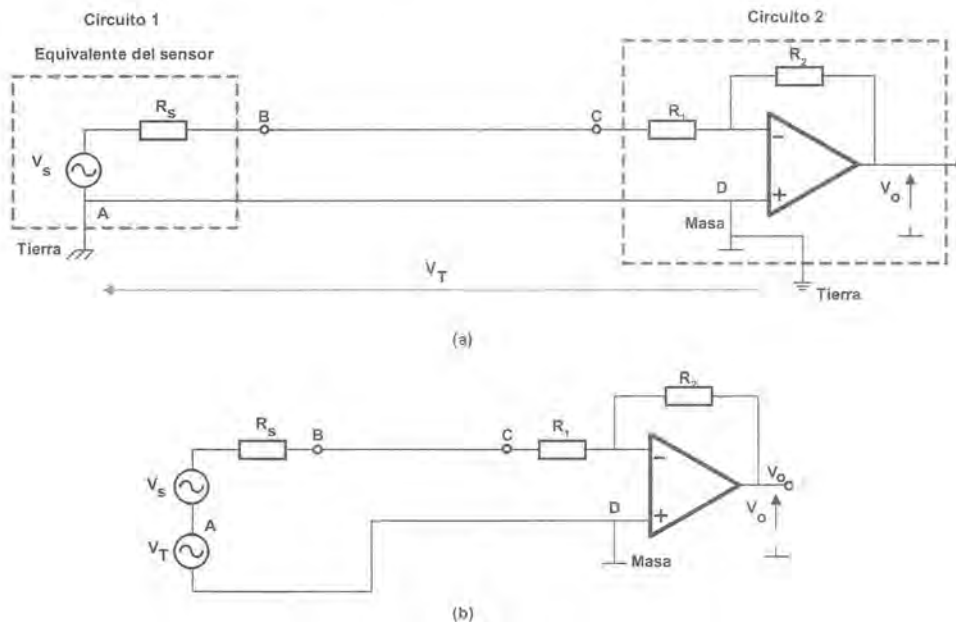 Circuito 1
Circuito 2
Equivalente del sensor
R2
RS
B
C
R1
VS
−
+
A
D
Masa
VO
Tierra
VT
Tierra
(a)
R2
RS
B
C
R1
VS
−
+
A
D
VO
VO
VT
Masa
(b)